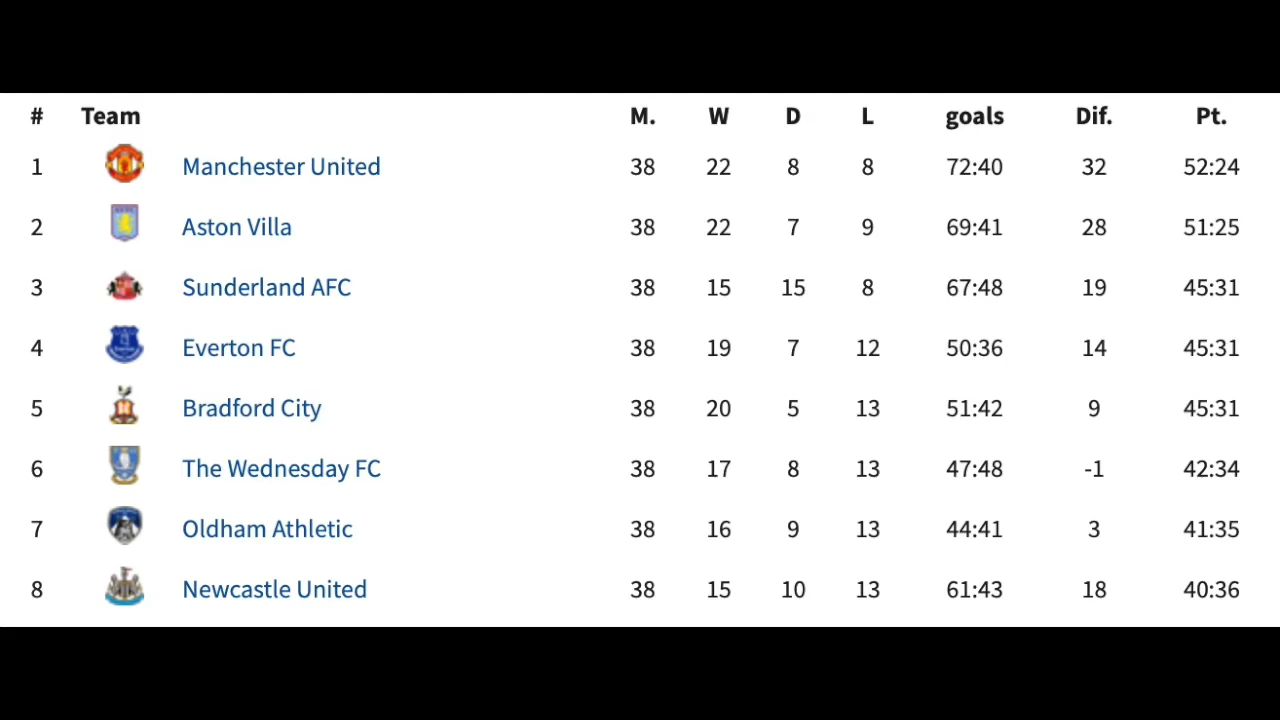 # Team M. W D L goals Dif. Pt.
1 Manchester United 38 22 8 8 72:40 32 52:24
2 Aston Villa 38 22 7 9 69:41 28 51:25
3 Sunderland AFC 38 15 15 8 67:48 19 45:31
4 Everton FC 38 19 7 12 50:36 14 45:31
5 Bradford City 38 20 5 13 51:42 9 45:31
6 The Wednesday FC 38 17 8 13 47:48 -1 42:34
7 Oldham Athletic 38 16 9 13 44:41 3 41:35
8 Newcastle United 38 15 10 13 61:43 18 40:36